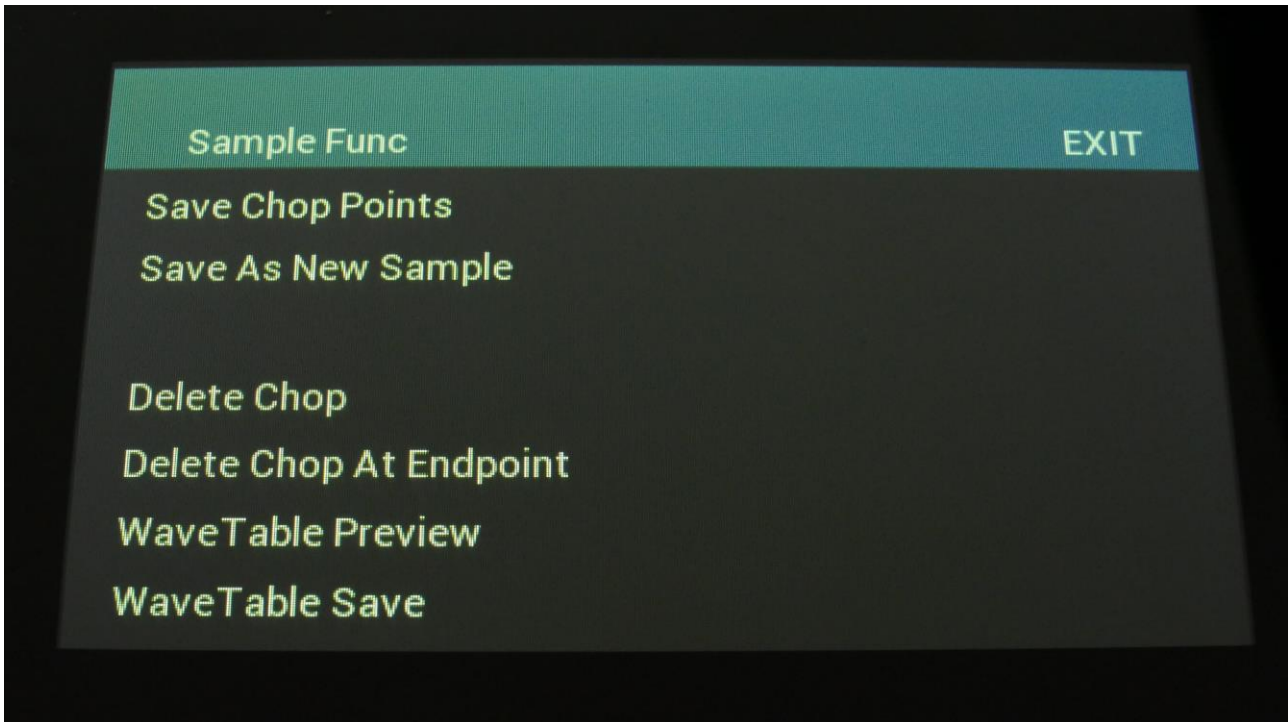 Sample Func EXIT
Save Chop Points
Save As New Sample
Delete Chop
Delete Chop At Endpoint
WaveTable Preview
WaveTable Save